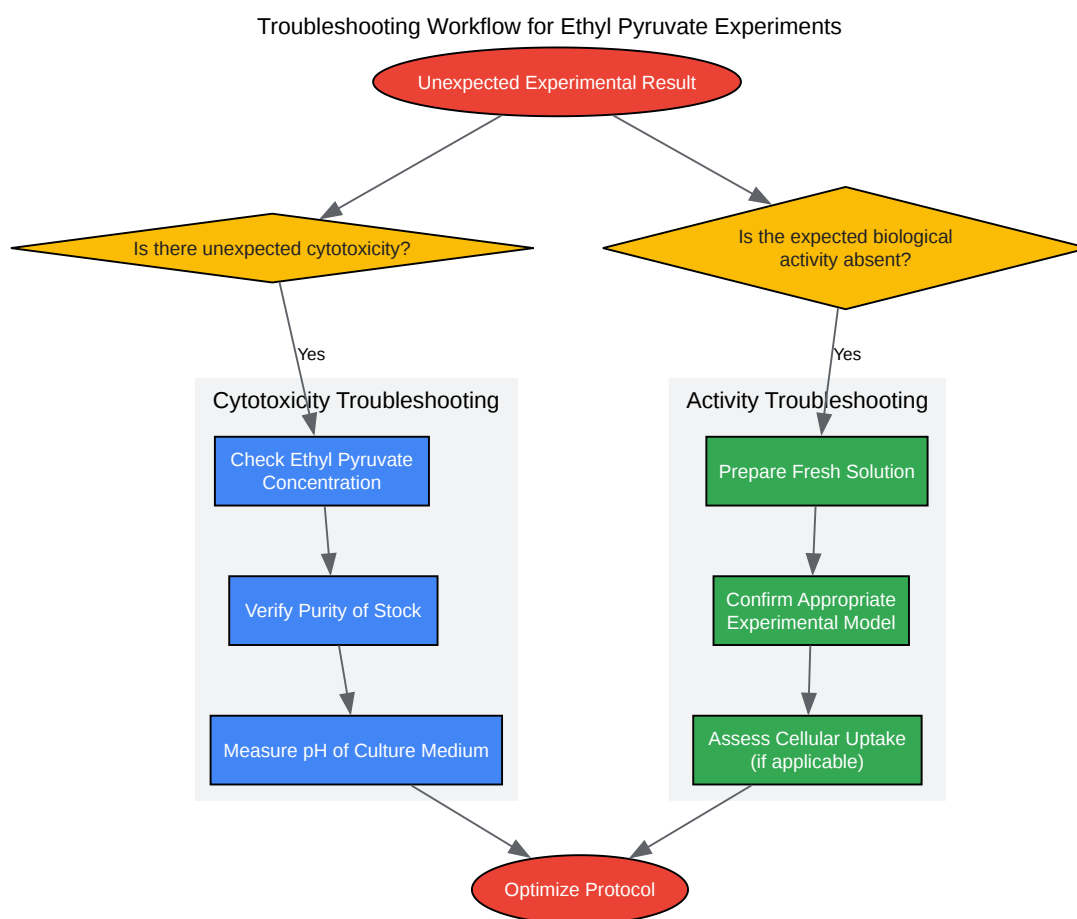 Troubleshooting Workflow for Ethyl Pyruvate Experiments
Unexpected Experimental Result
Is there unexpected cytotoxicity?
Is the expected biological
activity absent?
Yes
Yes
Cytotoxicity Troubleshooting
Activity Troubleshooting
Check Ethyl Pyruvate
Concentration
Prepare Fresh Solution
Verify Purity of Stock
Confirm Appropriate
Experimental Model
Measure pH of Culture Medium
Assess Cellular Uptake
(if applicable)
Optimize Protocol